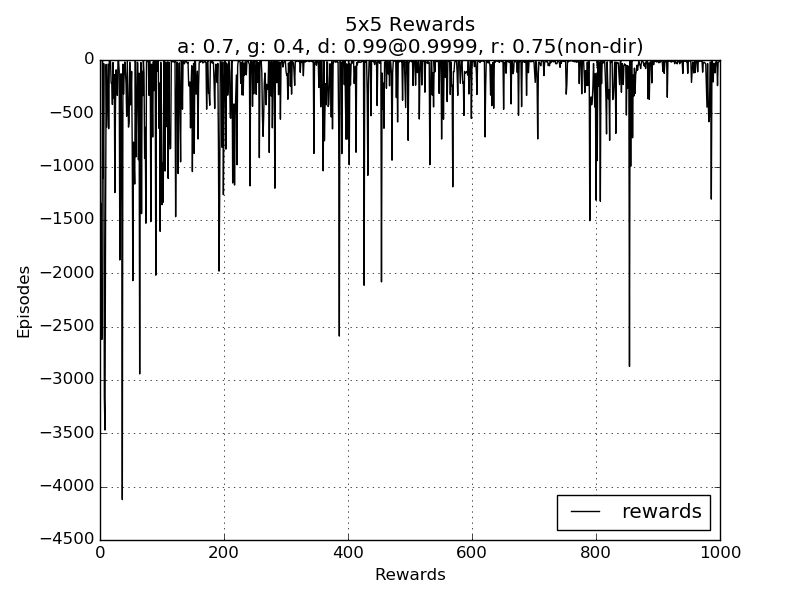 5x5 Rewards
a: 0.7, g: 0.4, d: 0.99@0.9999, r: 0.75(non-dir)
0
−500
−1000
−1500
−2000
−2500
−3000
−3500
−4000
−4500
Episodes
rewards
0 200 400 600 800 1000
Rewards